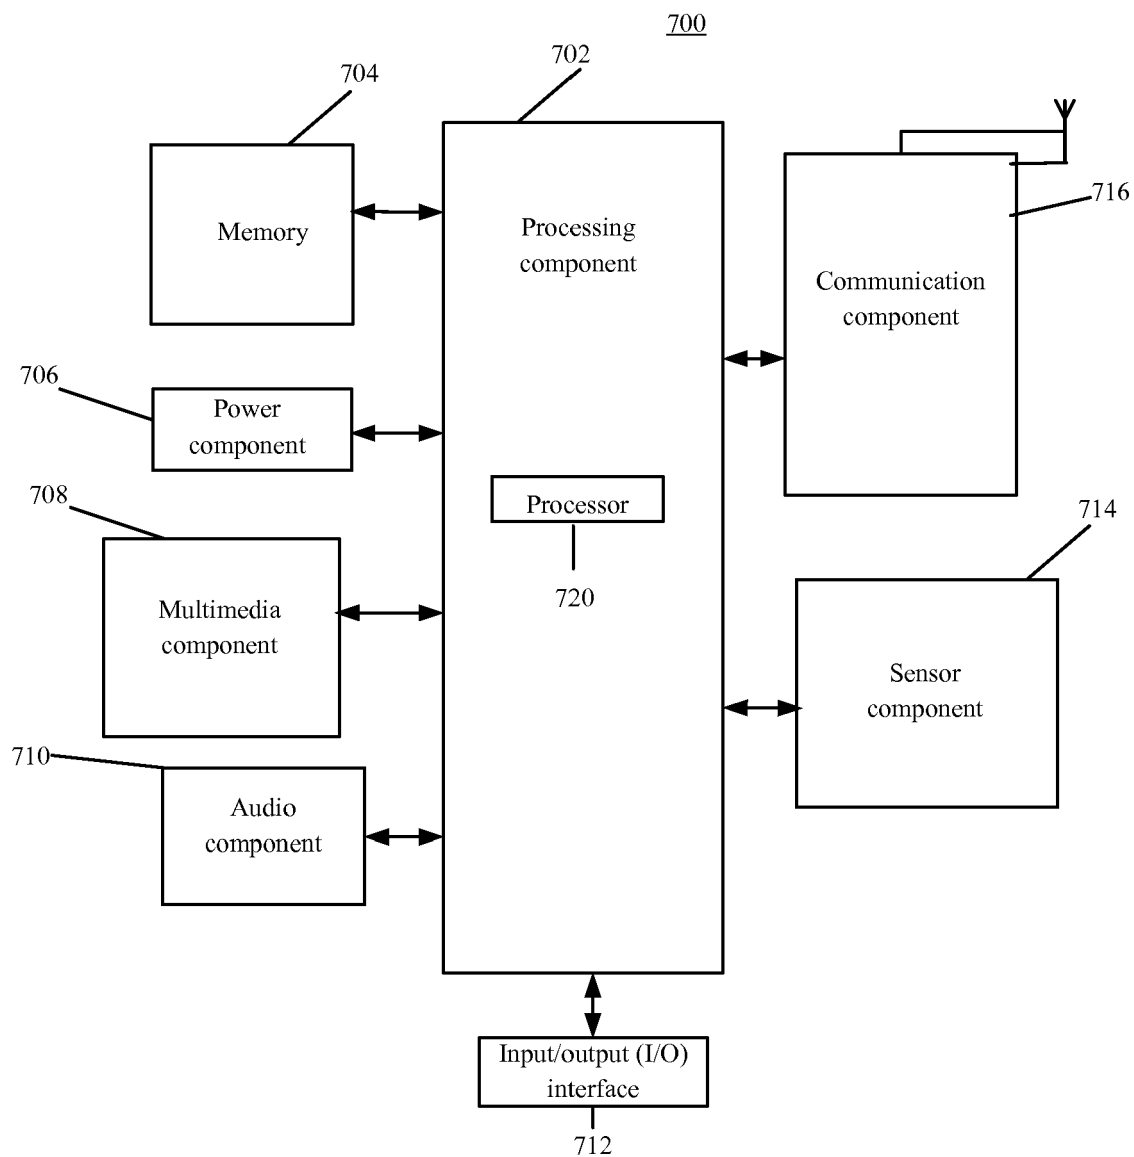 700
702
704
716
Memory
Processing
component
Communication
component
706
Power
component
708
Processor
720
714
Multimedia
component
Sensor
component
710
Audio
component
Input/output (I/O)
interface
712